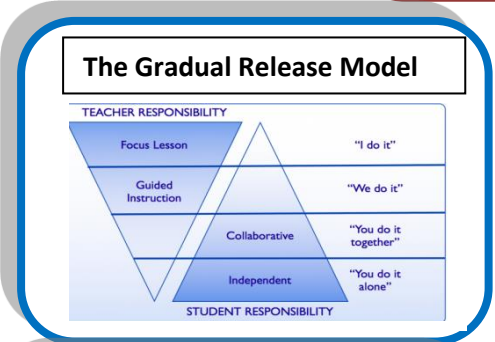 The Gradual Release Model
TEACHER RESPONSIBILITY
Focus Lesson
"I do it"
Guided
Instruction
"We do it"
Collaborative
"You do it
together"
Independent
"You do it
alone"
STUDENT RESPONSIBILITY